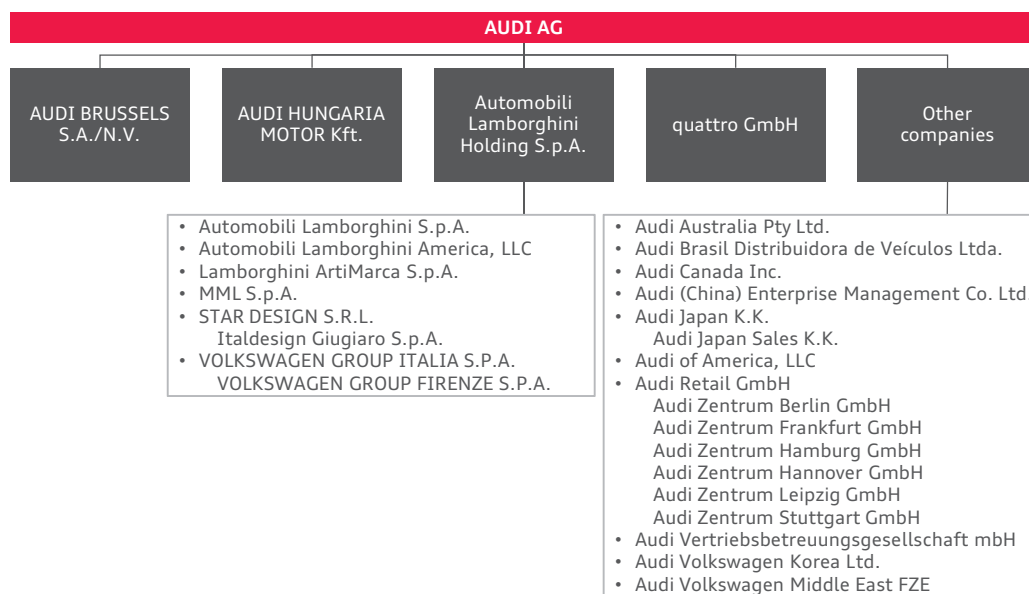 AUDI AG
AUDI BRUSSELS
S.A./N.V.
AUDI HUNGARIA
MOTOR Kft.
Automobili
Lamborghini
Holding S.p.A.
quattro GmbH
Other
companies
• Automobili Lamborghini S.p.A.
• Automobili Lamborghini America, LLC
• Lamborghini ArtiMarca S.p.A.
• MML S.p.A.
• STAR DESIGN S.R.L.
Italdesign Giugiaro S.p.A.
• VOLKSWAGEN GROUP ITALIA S.P.A.
VOLKSWAGEN GROUP FIRENZE S.P.A.
• Audi Australia Pty Ltd.
• Audi Brasil Distribuidora de Veículos Ltda.
• Audi Canada Inc.
• Audi (China) Enterprise Management Co. Ltd.
• Audi Japan K.K.
Audi Japan Sales K.K.
• Audi of America, LLC
• Audi Retail GmbH
Audi Zentrum Berlin GmbH
Audi Zentrum Frankfurt GmbH
Audi Zentrum Hamburg GmbH
Audi Zentrum Hannover GmbH
Audi Zentrum Leipzig GmbH
Audi Zentrum Stuttgart GmbH
• Audi Vertriebsbetreuungsgesellschaft mbH
• Audi Volkswagen Korea Ltd.
• Audi Volkswagen Middle East FZE